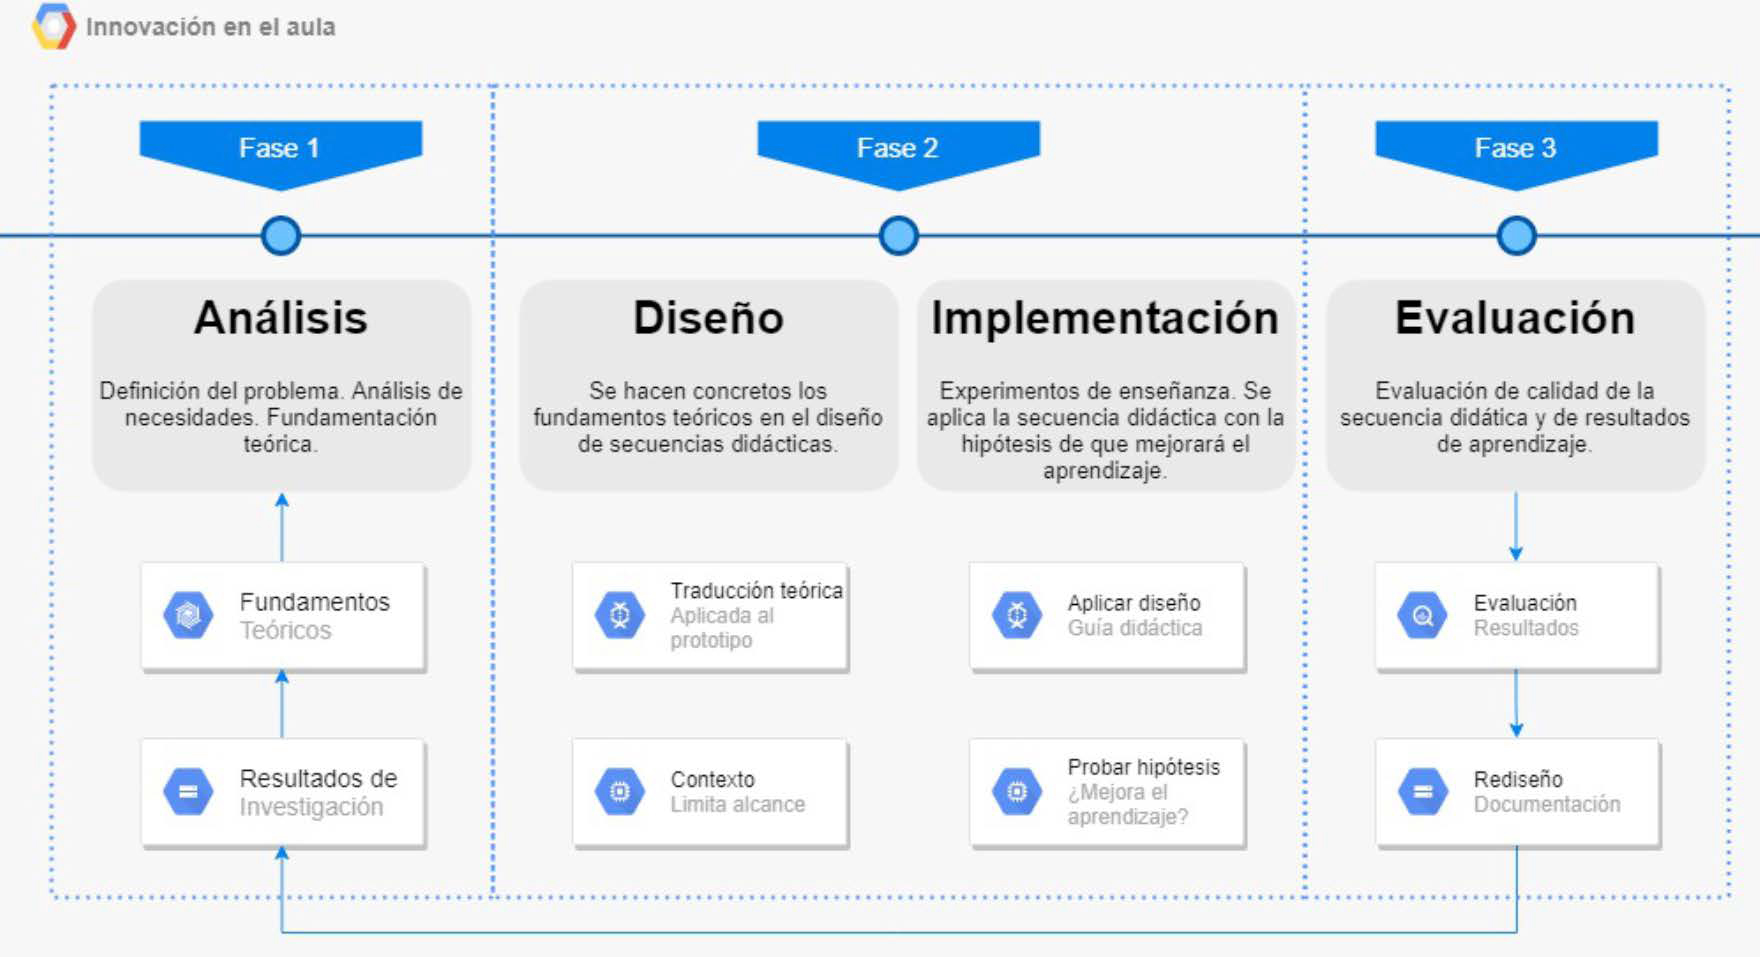 Innovación en el aula
Fase 1
Fase 2
Fase 3
Análisis
Definición del problema. Análisis de
necesidades. Fundamentación
teórica.
Diseño
Se hacen concretos los
fundamentos teóricos en el diseño
de secuencias didácticas.
Implementación
Experimentos de enseñanza. Se
aplica la secuencia didáctica con la
hipótesis de que mejorará el
aprendizaje.
Evaluación
Evaluación de calidad de la
secuencia didática y de resultados
de aprendizaje.
Fundamentos
Teóricos
Traducción teórica
Aplicada al
prototipo
Aplicar diseño
Guía didáctica
Evaluación
Resultados
Resultados de
Investigación
Contexto
Limita alcance
Probar hipótesis
¿Mejora el
aprendizaje?
Rediseño
Documentación